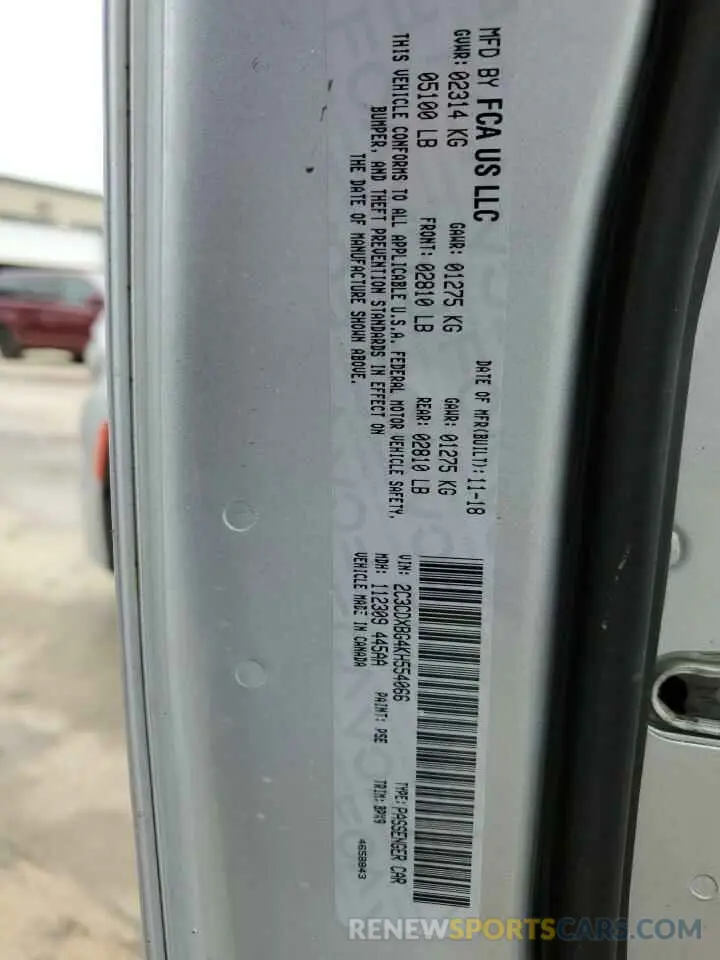 MFD BY FCA US LLC
DATE OF MFR(BUILT): 11-18
GVWR: 02314 KG
GAWR: 01275 KG
GAWR: 01275 KG
05100 LB
FRONT: 02810 LB
REAR: 02810 LB
THIS VEHICLE CONFORMS TO ALL APPLICABLE U.S.A. FEDERAL MOTOR VEHICLE SAFETY,
BUMPER, AND THEFT PREVENTION STANDARDS IN EFFECT ON
THE DATE OF MANUFACTURE SHOWN ABOVE.
VIN: 2C3CDXBG4KH554066
TYPE: PASSENGER CAR
MDH: 112309 445AA
PAINT: PSE
TRIM: BPX9
VEHICLE MADE IN CANADA
4658943
RENEWSPORTSCARS.COM